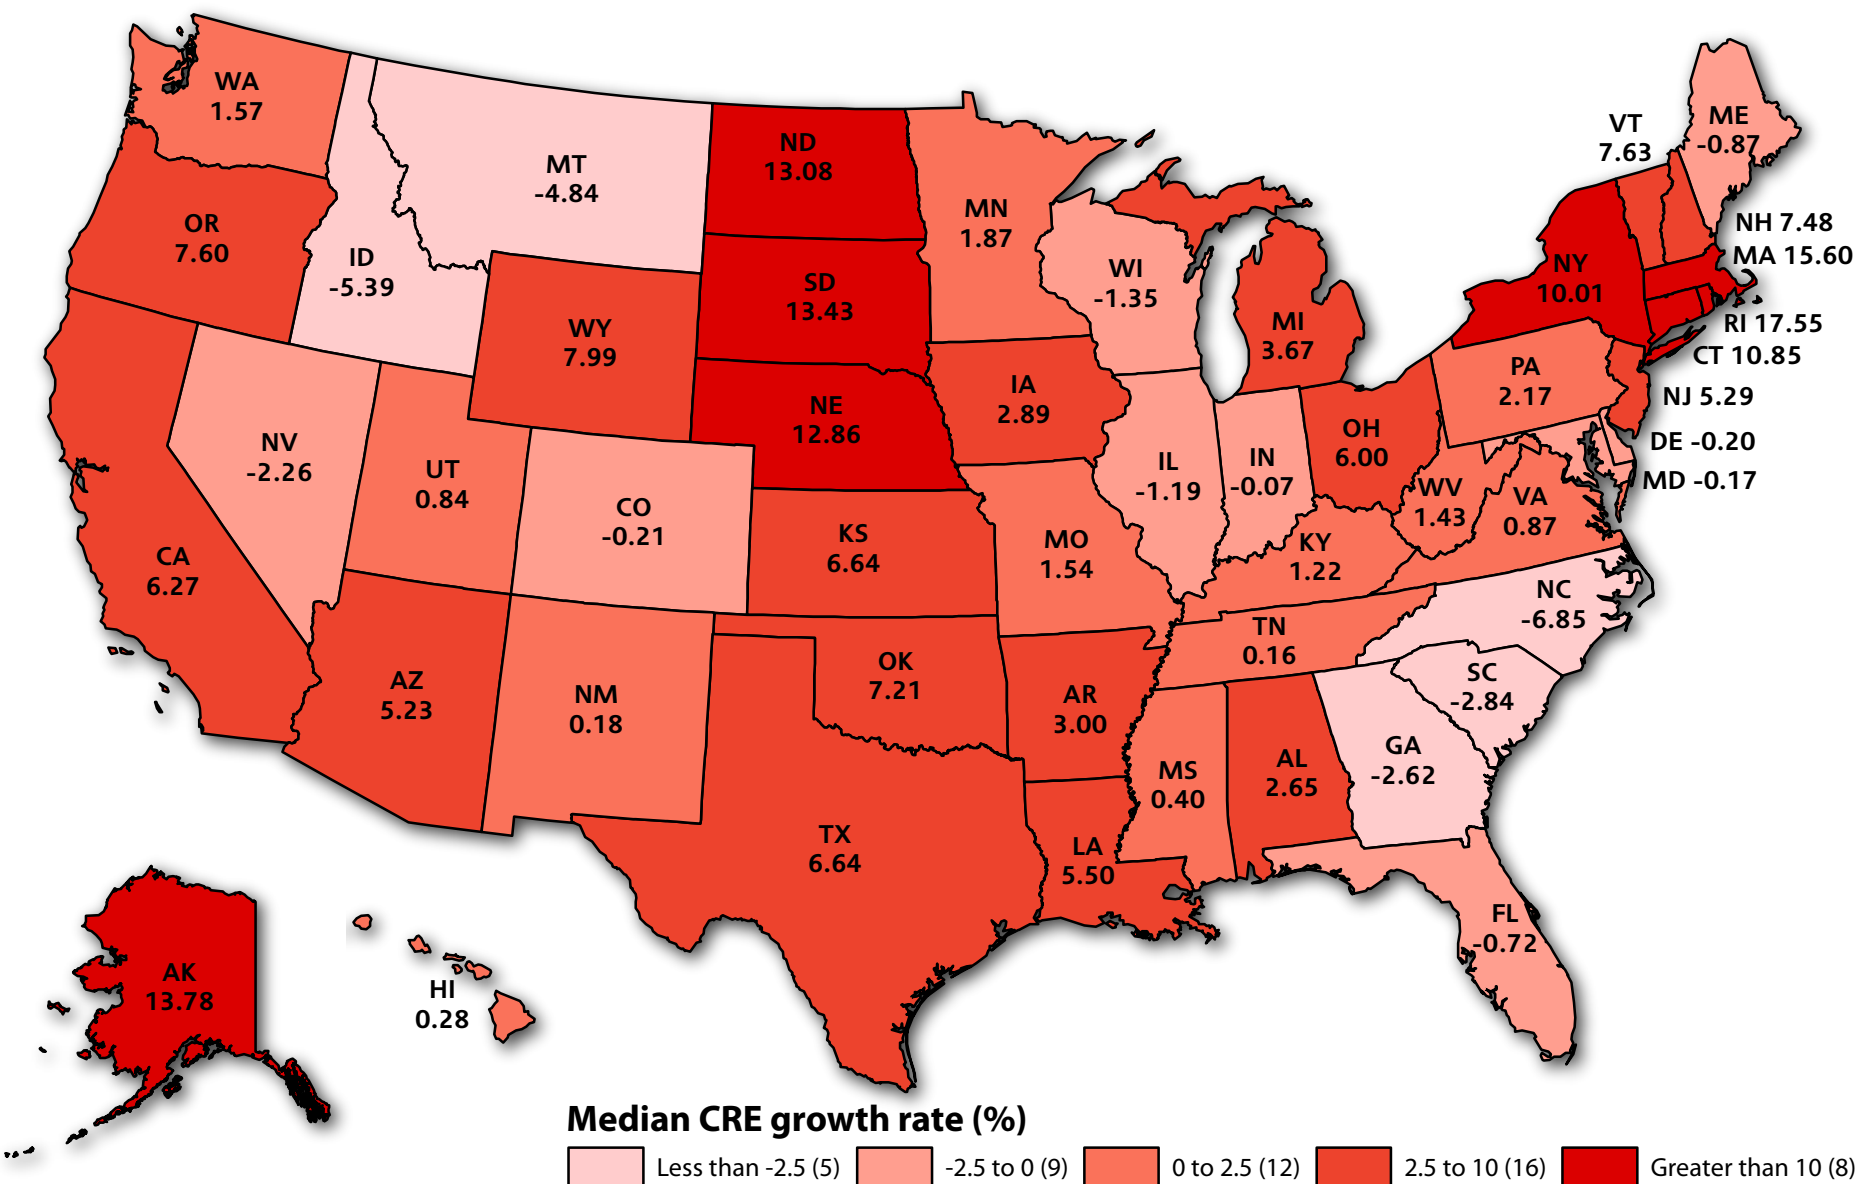 WA
1.57
OR
7.60
CA
6.27
ID
-5.39
NV
-2.26
MT
-4.84
WY
7.99
UT
0.84
CO
-0.21
AZ
5.23
NM
0.18
ND
13.08
SD
13.43
NE
12.86
KS
6.64
OK
7.21
TX
6.64
MN
1.87
IA
2.89
MO
1.54
AR
3.00
LA
5.50
WI
-1.35
IL
-1.19
IN
-0.07
MI
3.67
OH
6.00
KY
1.22
TN
0.16
MS
0.40
AL
2.65
GA
-2.62
FL
-0.72
SC
-2.84
NC
-6.85
VA
0.87
WV
1.43
PA
2.17
NY
10.01
VT
7.63
ME
-0.87
NH 7.48
MA 15.60
RI 17.55
CT 10.85
NJ 5.29
DE -0.20
MD -0.17
AK
13.78
HI
0.28
Median CRE growth rate (%)
Less than -2.5 (5)
-2.5 to 0 (9)
0 to 2.5 (12)
2.5 to 10 (16)
Greater than 10 (8)